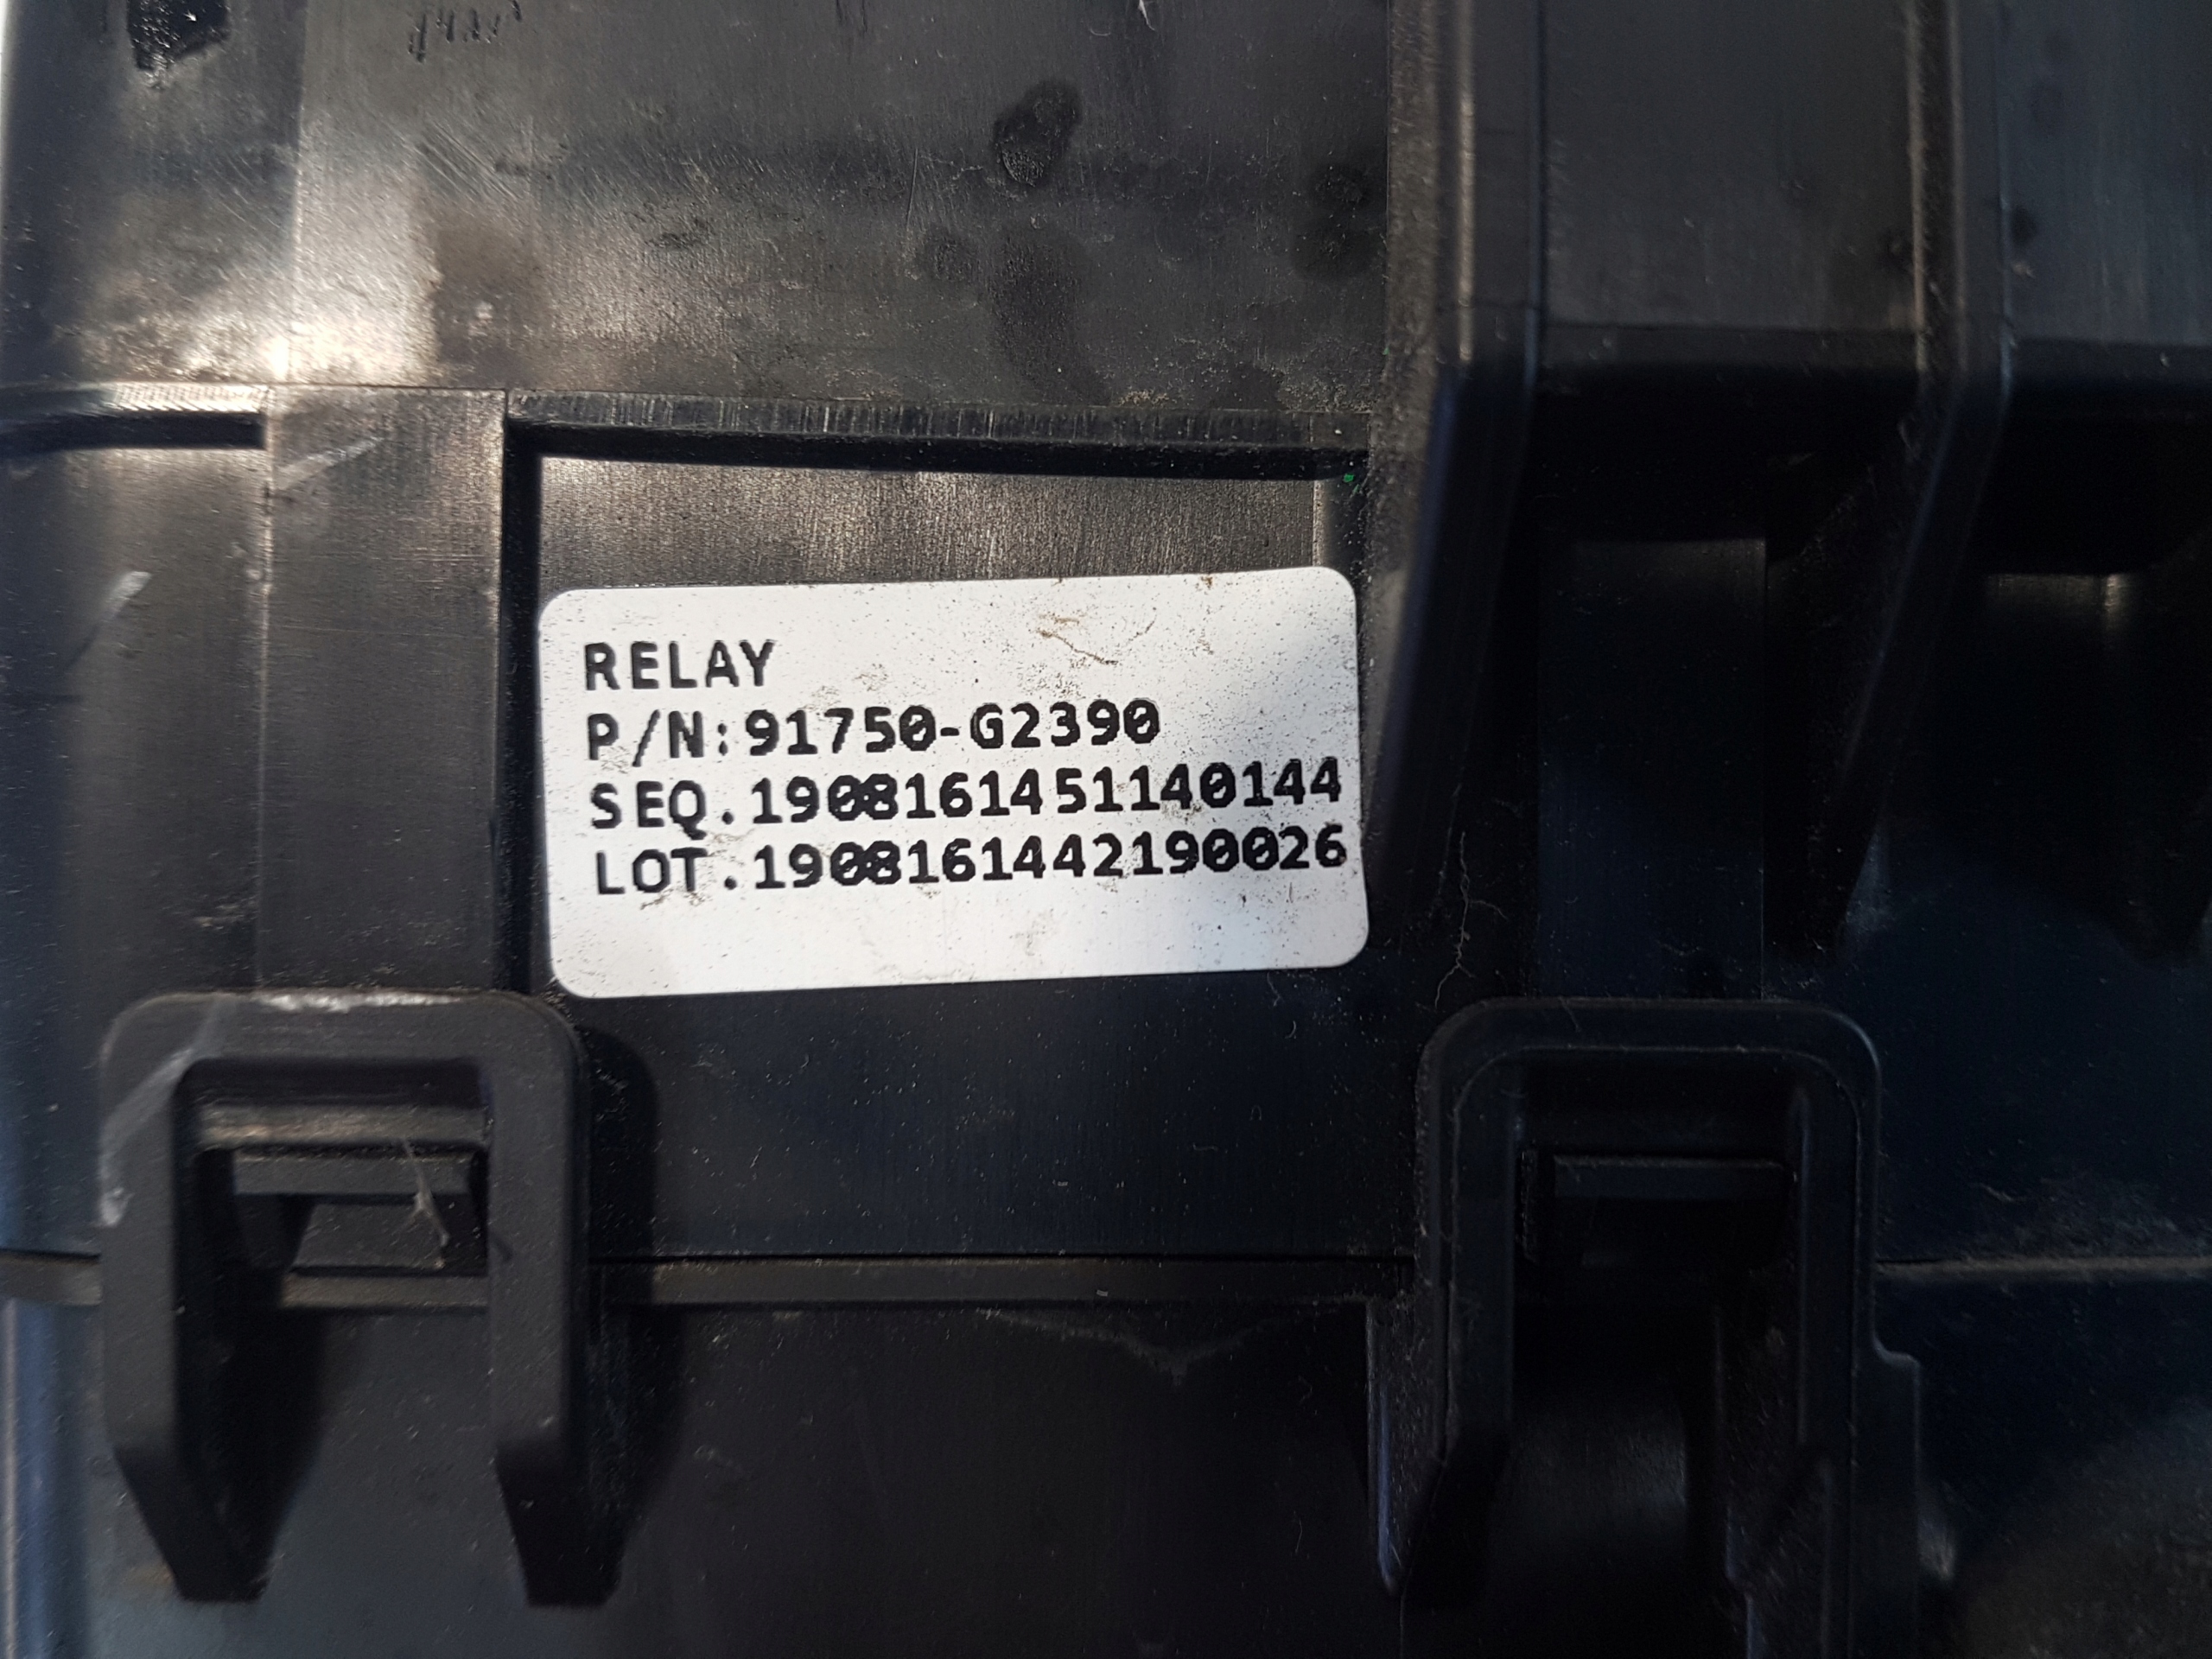 RELAY
P/N:91750-G2390
SEQ.1908161451140144
LOT.1908161442190026